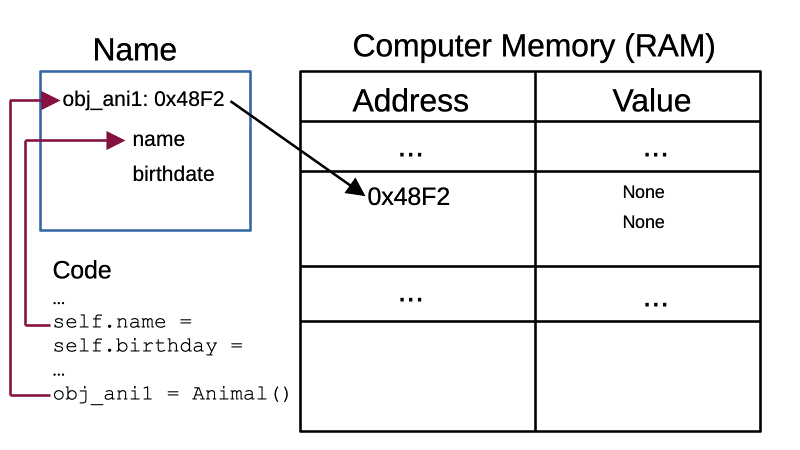 Name
obj_ani1: 0x48F2
name
birthdate
Code
...
self.name =
self.birthday =
...
obj_ani1 = Animal()
Computer Memory (RAM)
Address Value
... ...
0x48F2 None
None
... ...